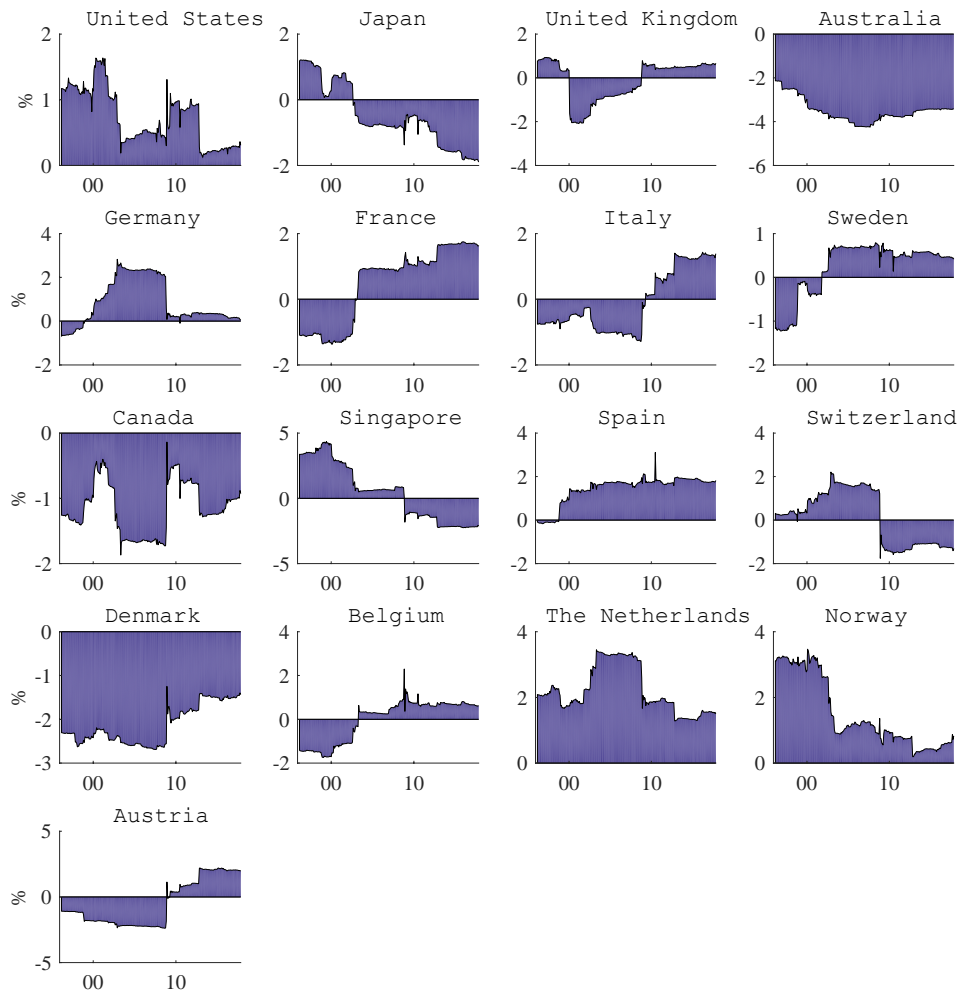 United States Japan United Kingdom Australia
2 2 2 0
% 1 1 0 -2
0 -2 -4
-1
0 -2 -4 -6
00 10 00 10 00 10 00 10
Germany France Italy Sweden
4 2 2 1
% 2 0 0 0
0 -1
-2 -2 -2 -2
00 10 00 10 00 10 00 10
Canada Singapore Spain Switzerland
0 5 4 4
2 2
% -1 0 0 0
-2 -5 -2 -2
00 10 00 10 00 10 00 10
Denmark Belgium The Netherlands Norway
0 4 4 4
% -1 2 2 2
-2 0
-3 -2 0 0
00 10 00 10 00 10 00 10
Austria
5
% 0
-5
00 10